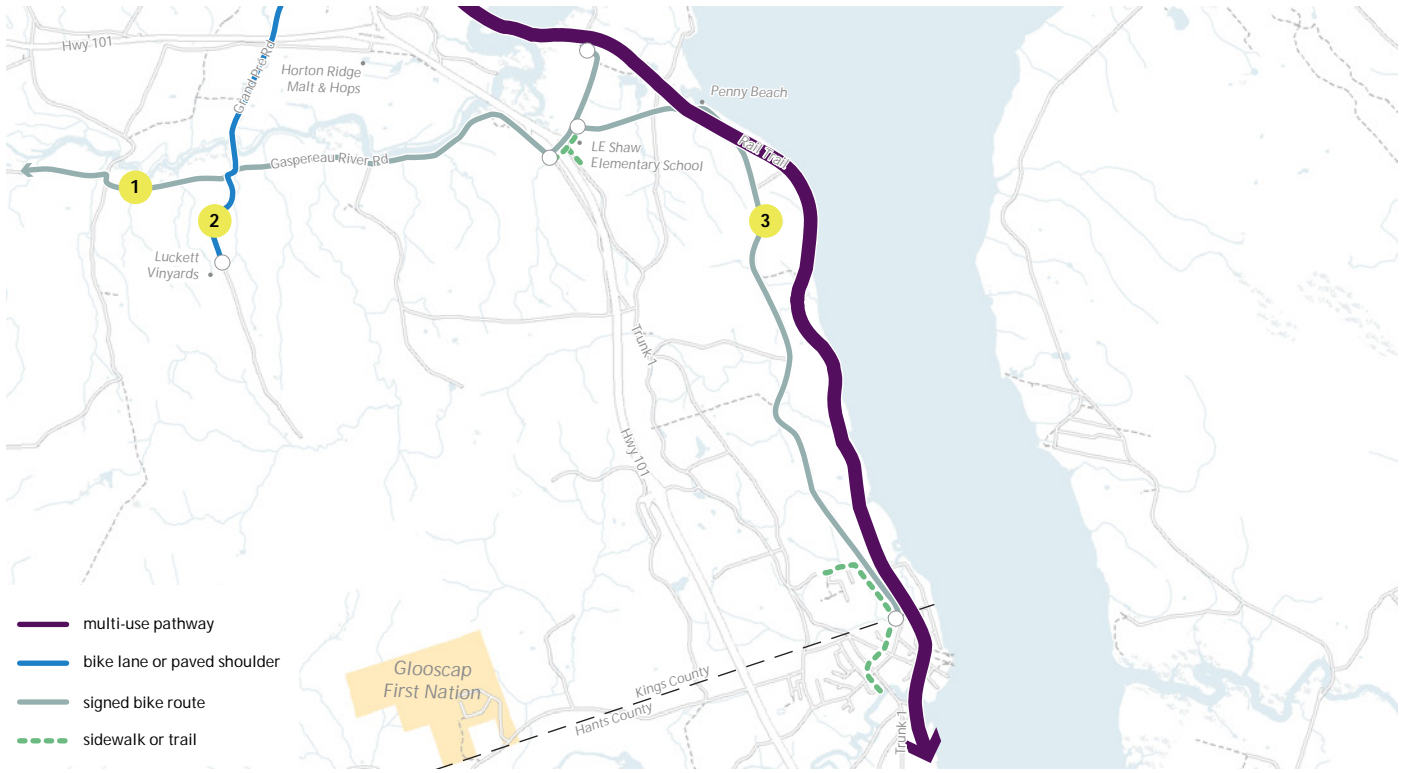 Hwy 101
Grand Pré Rd
Horton Ridge
Malt & Hops
Penny Beach
LE Shaw
Elementary School
Rail Trail
Gaspereau River Rd
1
2
3
Luckett
Vinyards
Trunk 1
Hwy 101
multi-use pathway
bike lane or paved shoulder
signed bike route
sidewalk or trail
Glooscap
First Nation
Kings County
Hants County
Trunk 1